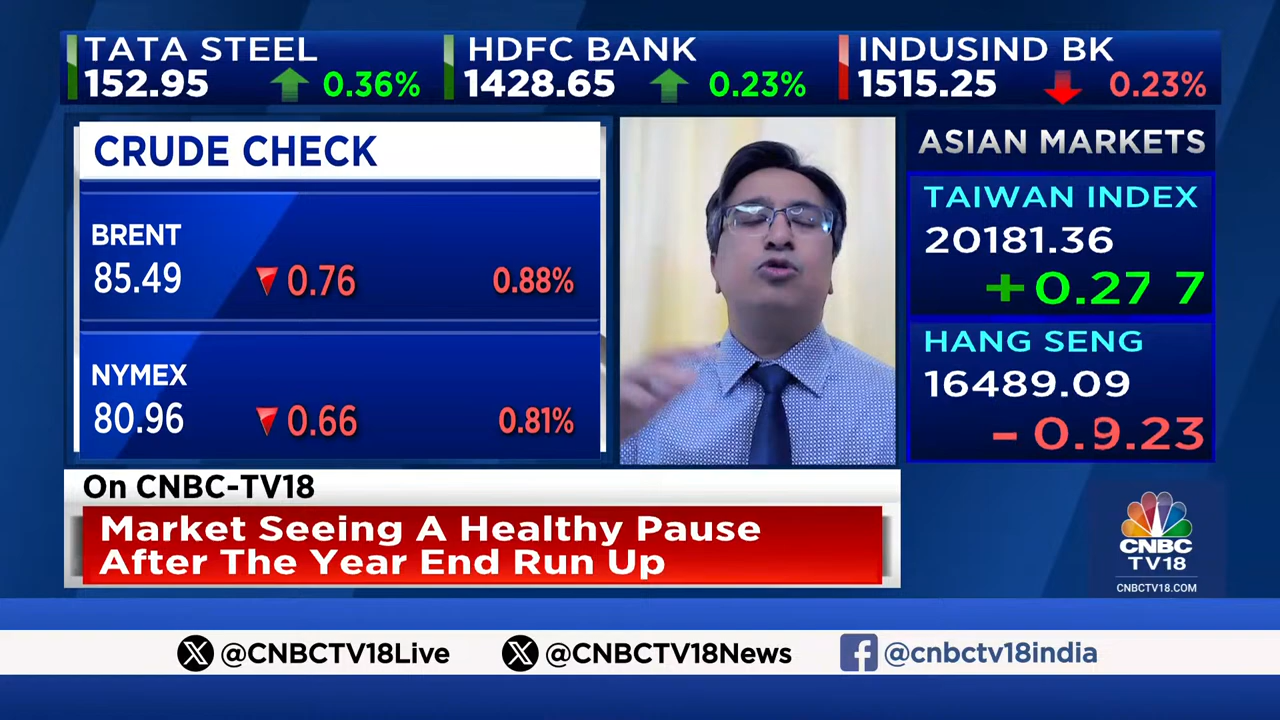 TATA STEEL
152.95 0.36%
HDFC BANK
1428.65 0.23%
INDUSIND BK
1515.25 0.23%
CRUDE CHECK
BRENT
85.49 0.76 0.88%
NYMEX
80.96 0.66 0.81%
ASIAN MARKETS
TAIWAN INDEX
20181.36
+0.27 7
HANG SENG
16489.09
- 0.9.23
On CNBC-TV18
Market Seeing A Healthy Pause
After The Year End Run Up
CNBC
TV18
CNBCTV18.COM
@CNBCTV18Live @CNBCTV18News @cnbctv18india